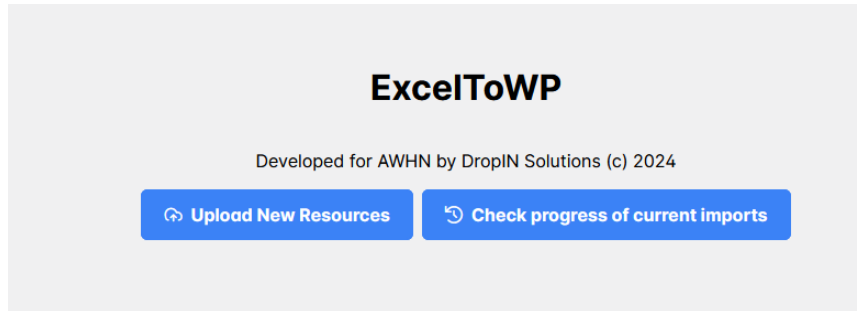 ExcelToWP
Developed for AWHN by DropIN Solutions (c) 2024
Upload New Resources
Check progress of current imports